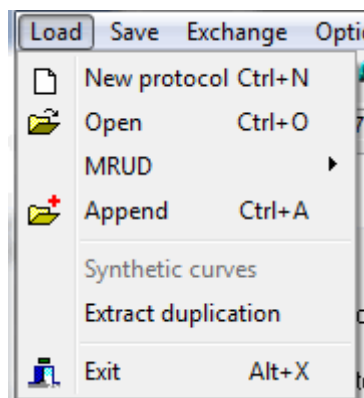 Load Save Exchange
New protocol Ctrl+N
Open Ctrl+O
MRUD
Append Ctrl+A
Synthetic curves
Extract duplication
Exit Alt+X